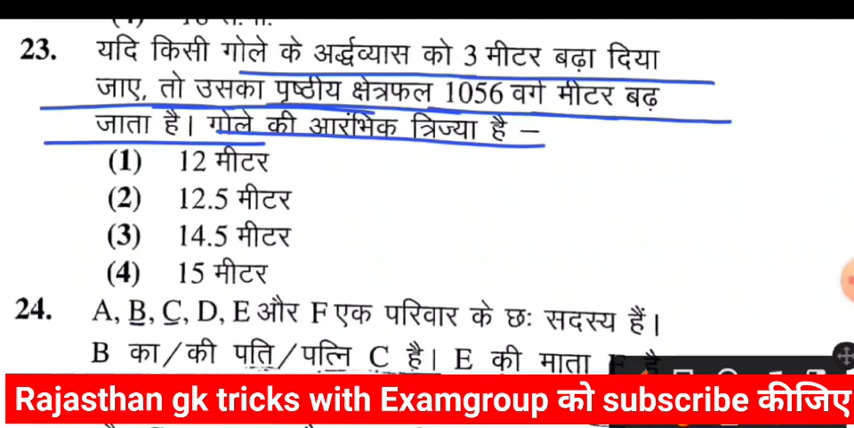 23. यदि किसी गोले के अर्द्धव्यास को 3 मीटर बढ़ा दिया
जाए, तो उसका पृष्ठीय क्षेत्रफल 1056 वर्ग मीटर बढ़
जाता है। गोले की आरंभिक त्रिज्या है –
(1) 12 मीटर
(2) 12.5 मीटर
(3) 14.5 मीटर
(4) 15 मीटर
24. A, B, C, D, E और F एक परिवार के छः सदस्य हैं।
B का/की पति/पत्नि C है। E की माता F है
Rajasthan gk tricks with Examgroup को subscribe कीजिए